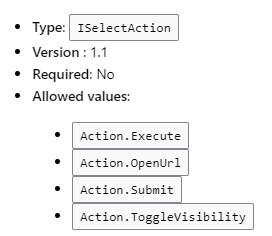 Type: ISelectAction
Version : 1.1
Required: No
Allowed values:
Action.Execute
Action.OpenUrl
Action.Submit
Action.ToggleVisibility